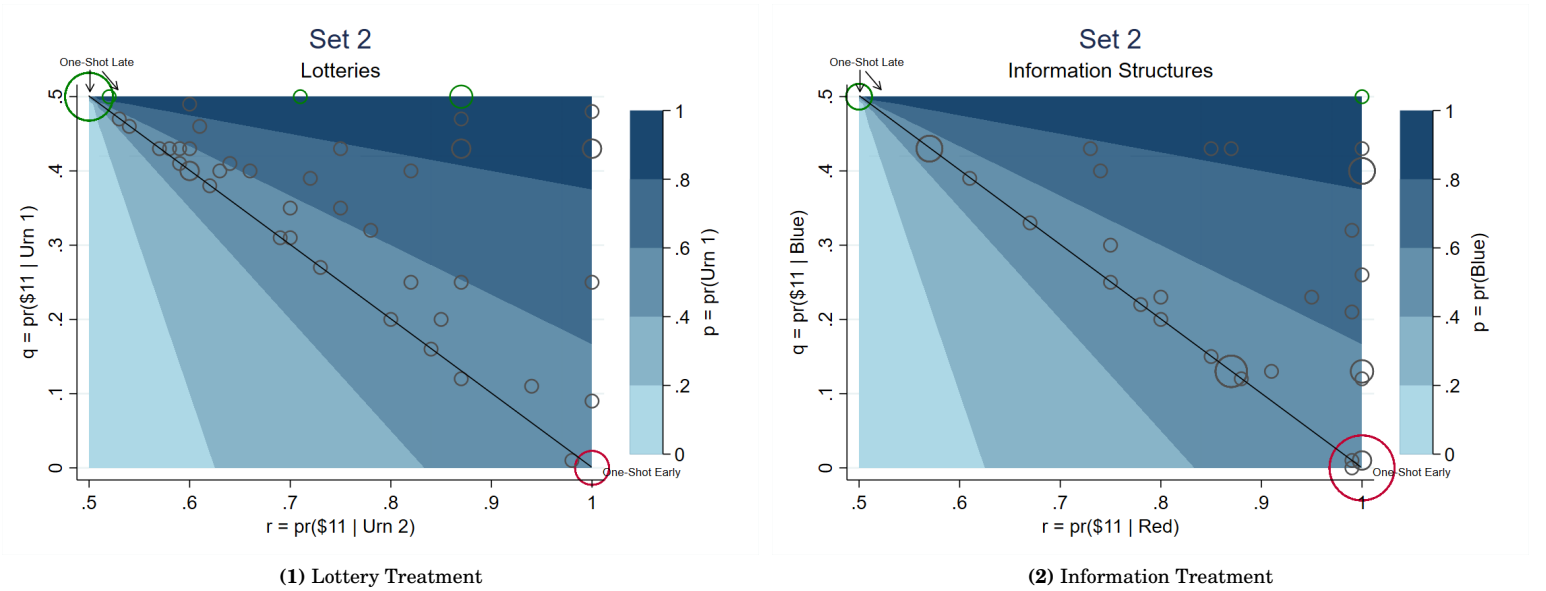 Set 2
Lotteries
One-Shot Late
q = pr($11 | Urn 1)
.5
.4
.3
.2
.1
0
.5
.6
.7
.8
.9
1
r = pr($11 | Urn 2)
One-Shot Early
1
.8
.6
.4
.2
0
p = pr(Urn 1)
(1) Lottery Treatment
Set 2
Information Structures
One-Shot Late
q = pr($11 | Blue)
.5
.4
.3
.2
.1
0
.5
.6
.7
.8
.9
1
r = pr($11 | Red)
One-Shot Early
1
.8
.6
.4
.2
0
p = pr(Blue)
(2) Information Treatment